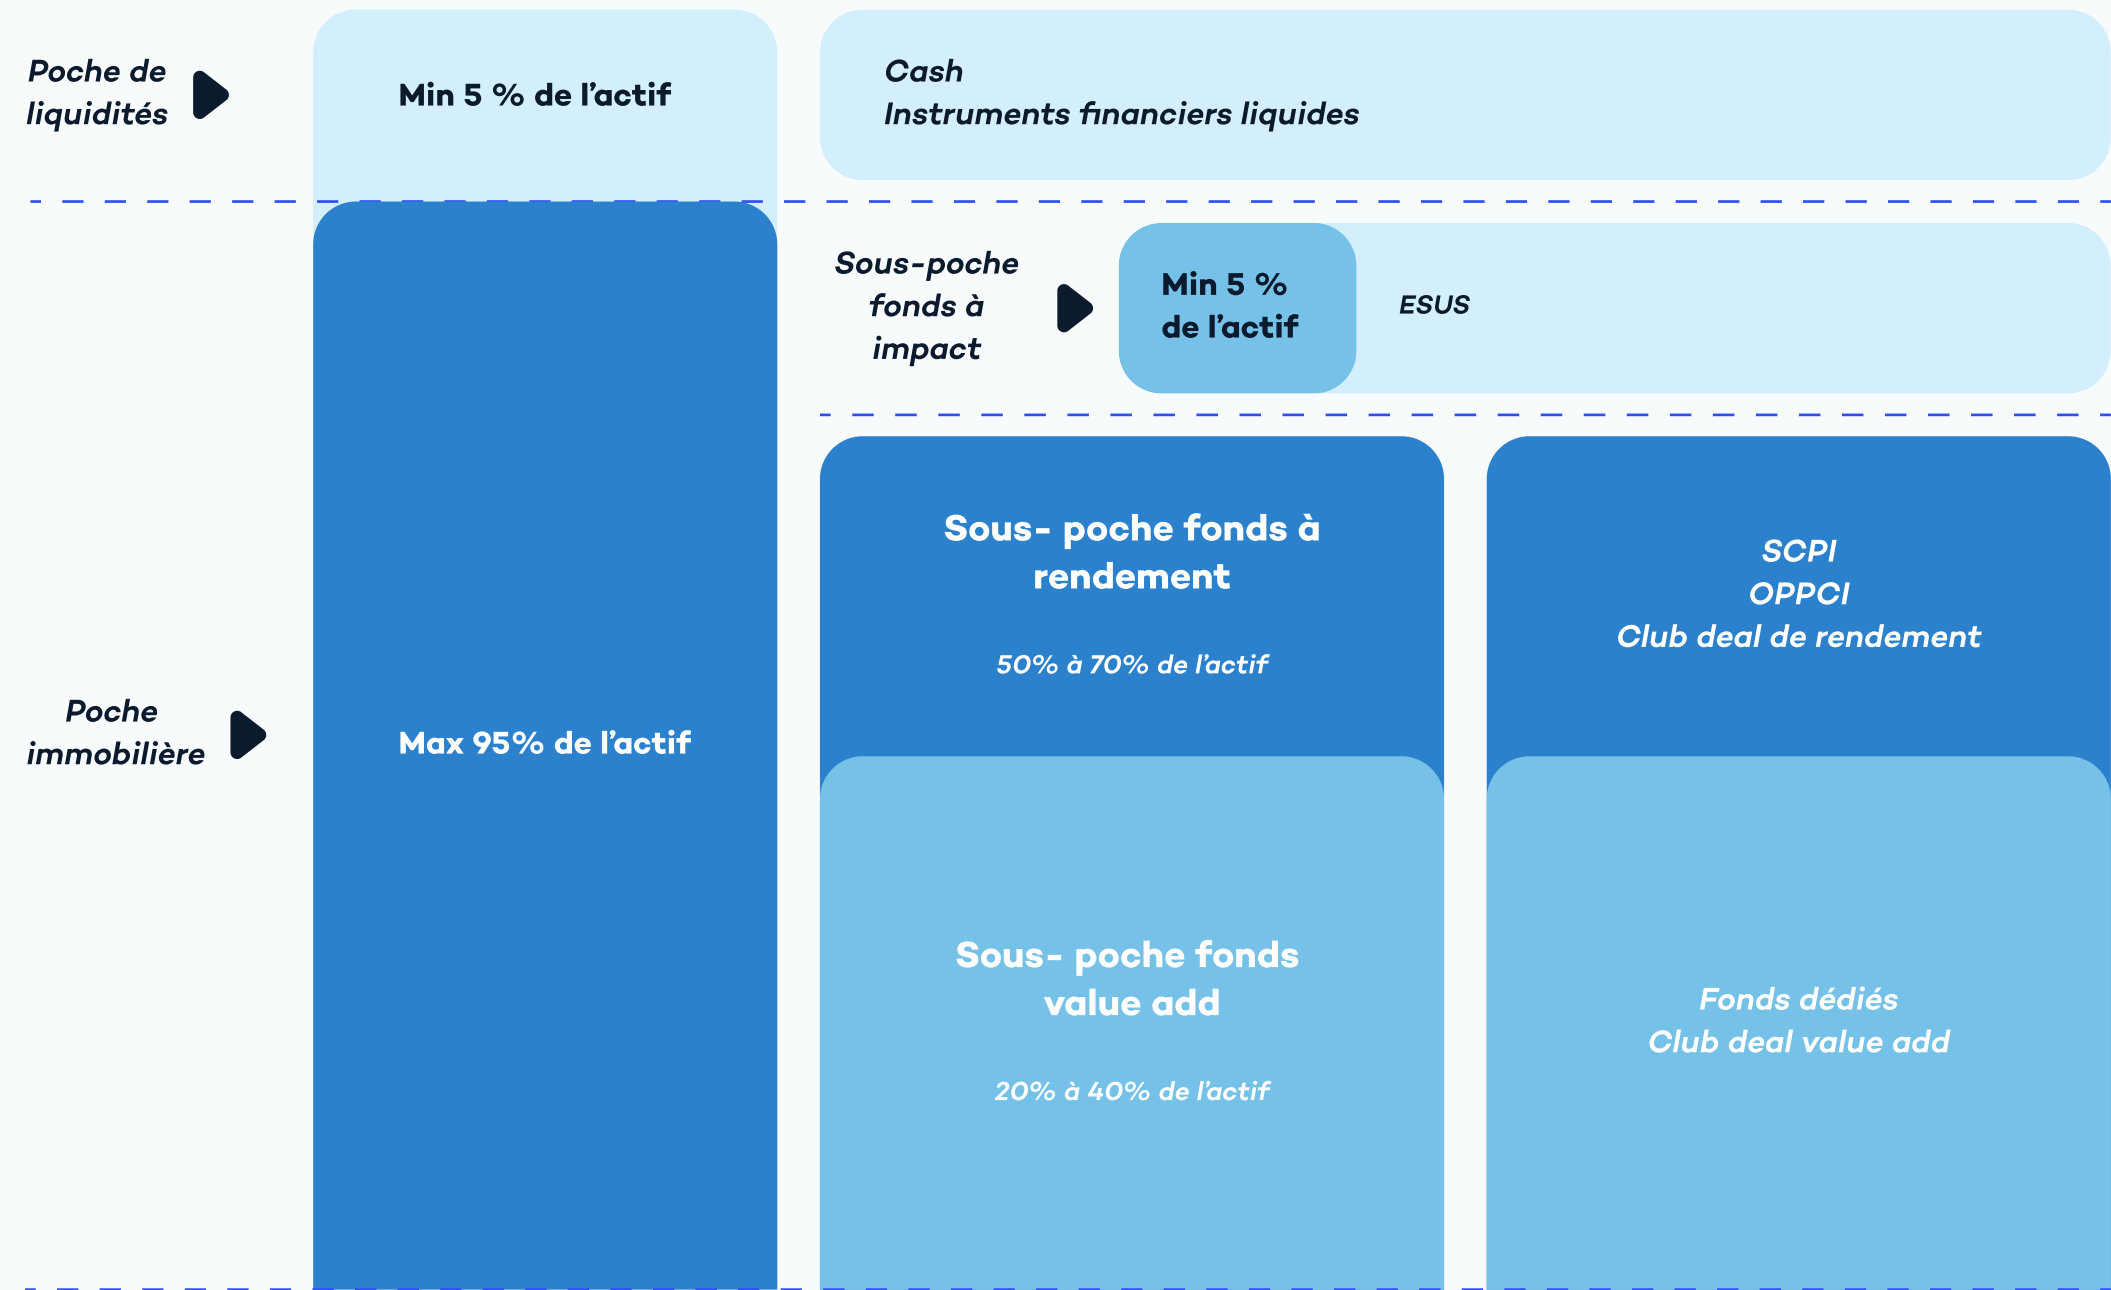 Poche de
liquidités
Min 5 % de l’actif
Cash
Instruments financiers liquides
Sous-poche
fonds à
impact
Min 5 %
de l’actif
ESUS
Poche
immobilière
Max 95% de l’actif
Sous- poche fonds à
rendement
50% à 70% de l’actif
SCPI
OPPCI
Club deal de rendement
Sous- poche fonds
value add
20% à 40% de l’actif
Fonds dédiés
Club deal value add